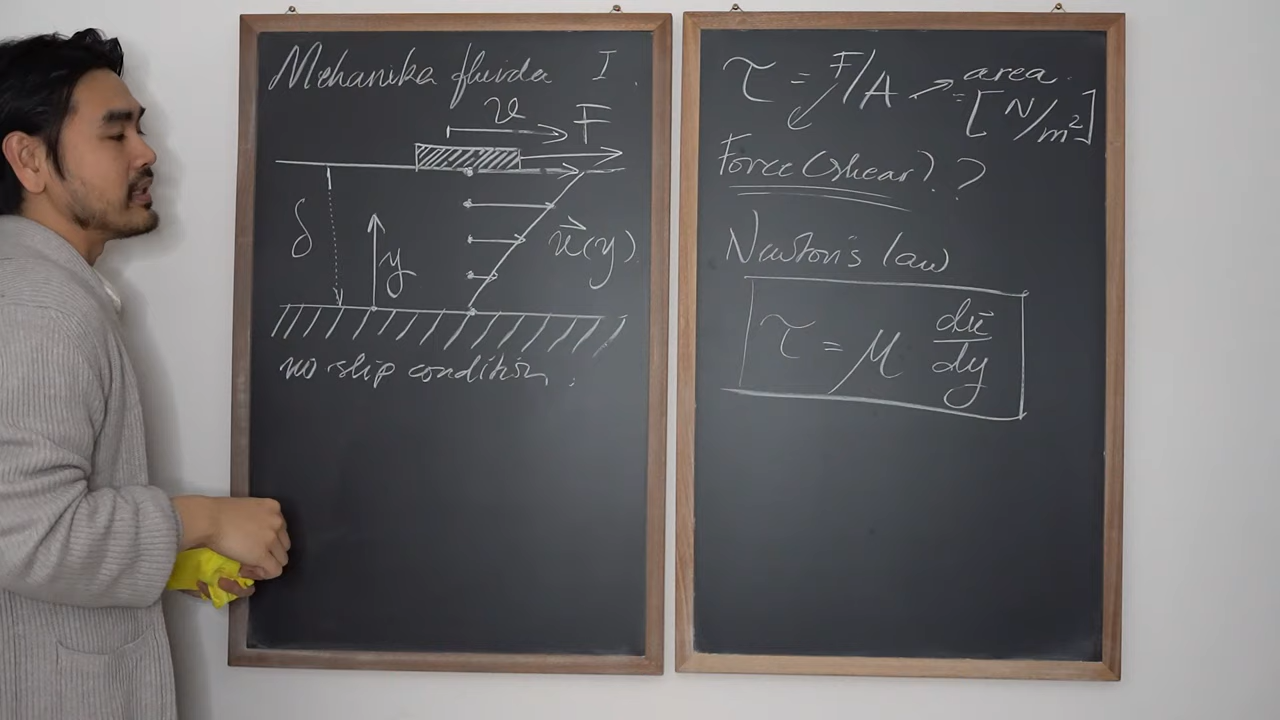 Mehanika fluida I.
v
F
δ
y
u⃗(y)
no slip condition.
τ = F/A → area
= [N/m²]
Force (shear) ?
Newton's law
τ = μ du⃗/dy